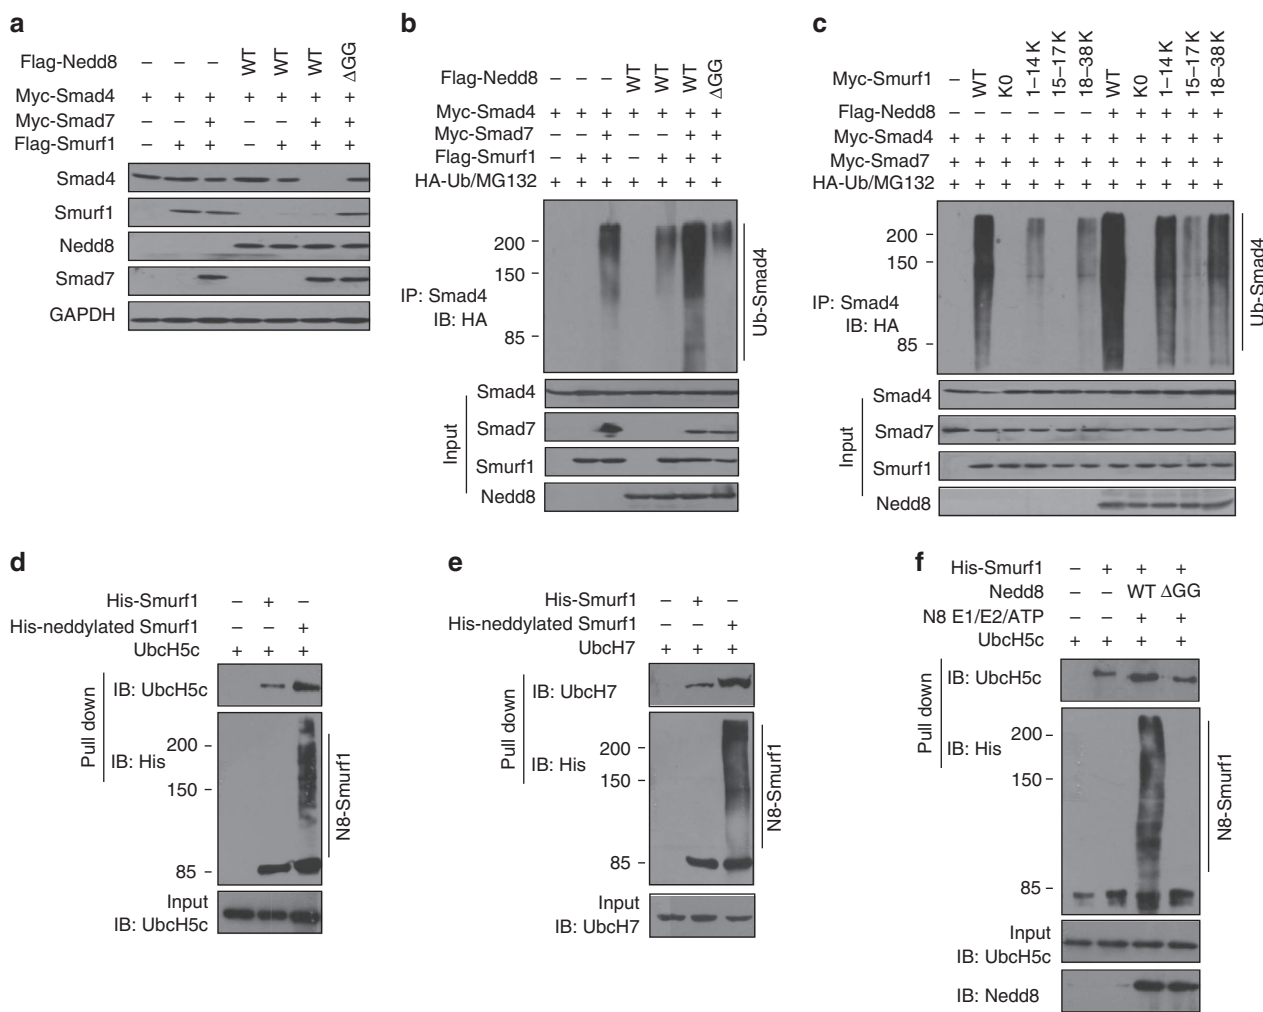 a
Flag-Nedd8 – – – WT WT WT ΔGG
Myc-Smad4 + + + + + + +
Myc-Smad7 – – + – – + +
Flag-Smurf1 – + + – + + +
Smad4
Smurf1
Nedd8
Smad7
GAPDH
b
Flag-Nedd8 – – – WT WT WT ΔGG
Myc-Smad4 + + + + + + +
Myc-Smad7 – – + – – + +
Flag-Smurf1 – + + – + + +
HA-Ub/MG132 + + + + + + +
200
150
IP: Smad4
IB: HA
85
Ub-Smad4
Input
Smad4
Smad7
Smurf1
Nedd8
c
Myc-Smurf1 – WT K0 1–14 K 15–17 K 18–38 K WT K0 1–14 K 15–17 K 18–38 K
Flag-Nedd8 – – – – – – + + + + +
Myc-Smad4 + + + + + + + + + + +
Myc-Smad7 + + + + + + + + + + +
HA-Ub/MG132 + + + + + + + + + + +
200
150
IP: Smad4
IB: HA
85
Ub-Smad4
Input
Smad4
Smad7
Smurf1
Nedd8
d
His-Smurf1 – + –
His-neddylated Smurf1 – – +
UbcH5c + + +
Pull down
IB: UbcH5c
200
IB: His
150
85
N8-Smurf1
Input
IB: UbcH5c
e
His-Smurf1 – + –
His-neddylated Smurf1 – – +
UbcH7 + + +
Pull down
IB: UbcH7
200
IB: His
150
85
N8-Smurf1
Input
IB: UbcH7
f
His-Smurf1 – + + +
Nedd8 – – WT ΔGG
N8 E1/E2/ATP – – + +
UbcH5c + + + +
Pull down
IB: UbcH5c
200
IB: His
150
85
N8-Smurf1
Input
IB: UbcH5c
IB: Nedd8